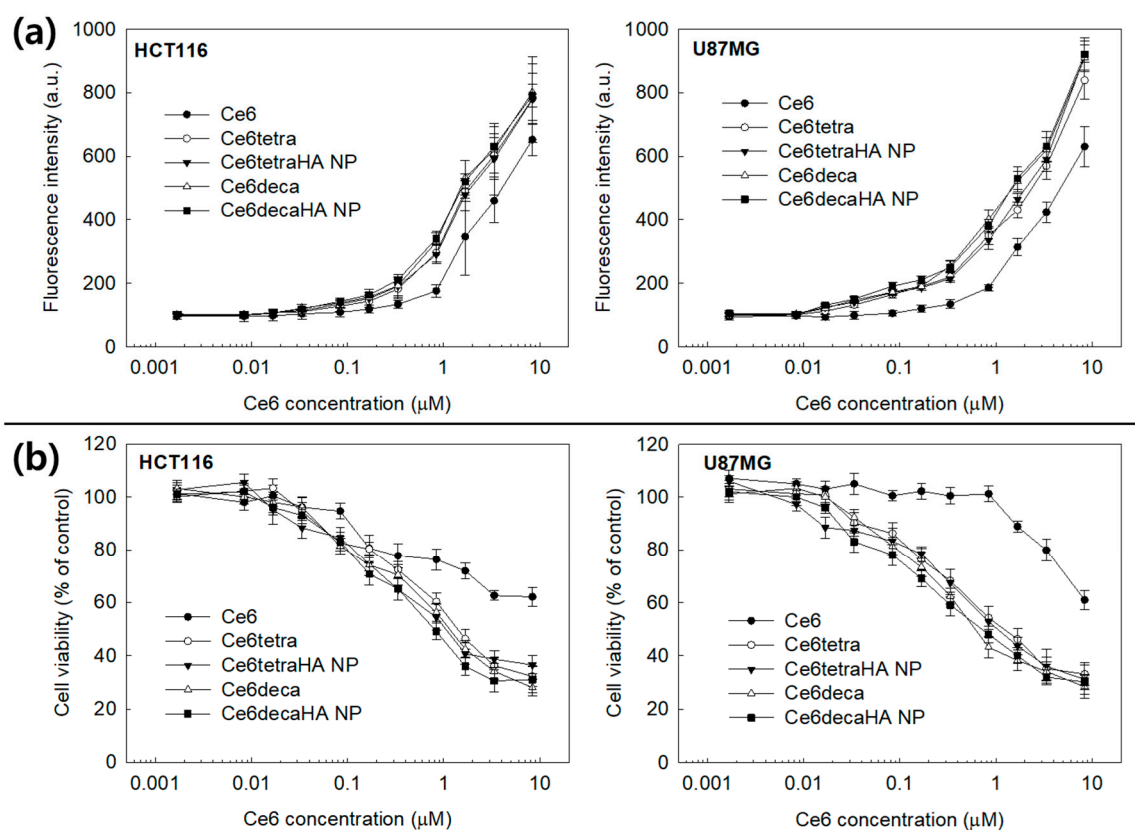 (a)
HCT116
Fluorescence intensity (a.u.)
1000
800
600
400
200
0
Ce6
Ce6tetra
Ce6tetraHA NP
Ce6deca
Ce6decaHA NP
0.001 0.01 0.1 1 10
Ce6 concentration (μM)
U87MG
Fluorescence intensity (a.u.)
1000
800
600
400
200
0
Ce6
Ce6tetra
Ce6tetraHA NP
Ce6deca
Ce6decaHA NP
0.001 0.01 0.1 1 10
Ce6 concentration (μM)
(b)
HCT116
Cell viability (% of control)
120
100
80
60
40
20
0
Ce6
Ce6tetra
Ce6tetraHA NP
Ce6deca
Ce6decaHA NP
0.001 0.01 0.1 1 10
Ce6 concentration (μM)
U87MG
Cell viability (% of control)
120
100
80
60
40
20
0
Ce6
Ce6tetra
Ce6tetraHA NP
Ce6deca
Ce6decaHA NP
0.001 0.01 0.1 1 10
Ce6 concentration (μM)